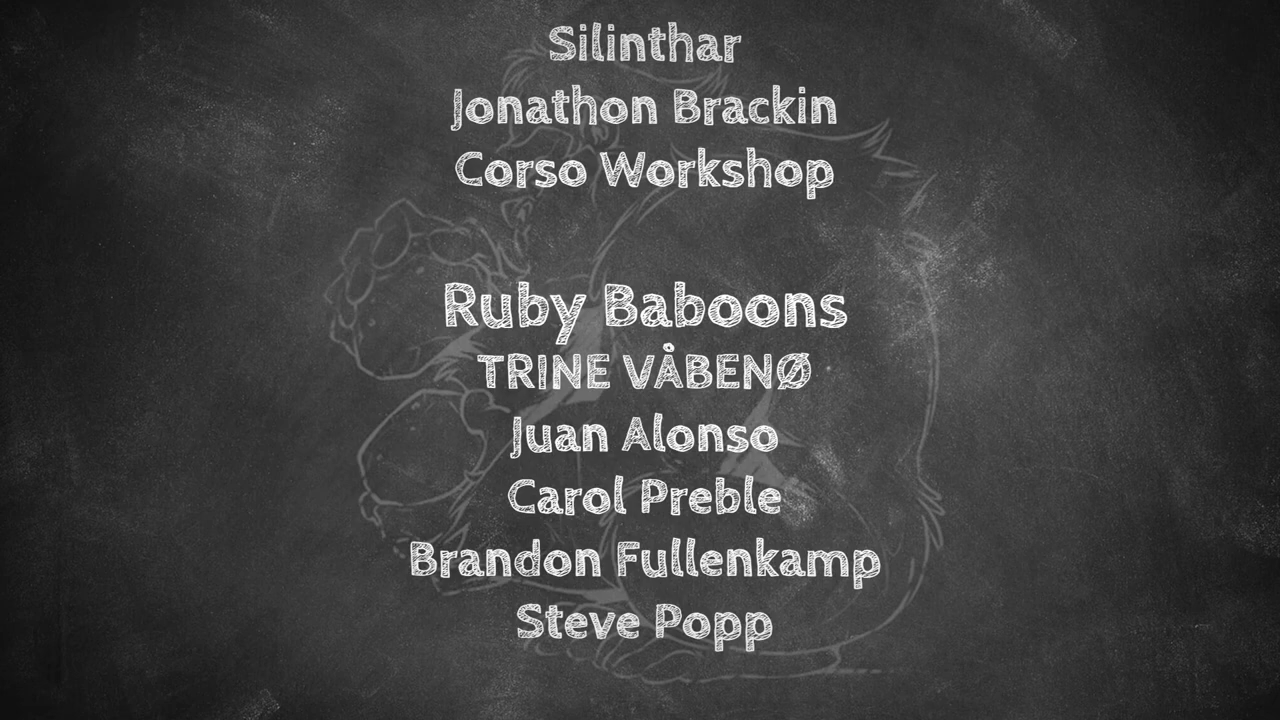 Silinthar
Jonathon Brackin
Corso Workshop
Ruby Baboons
TRINE VÅBENØ
Juan Alonso
Carol Preble
Brandon Fullenkamp
Steve Popp